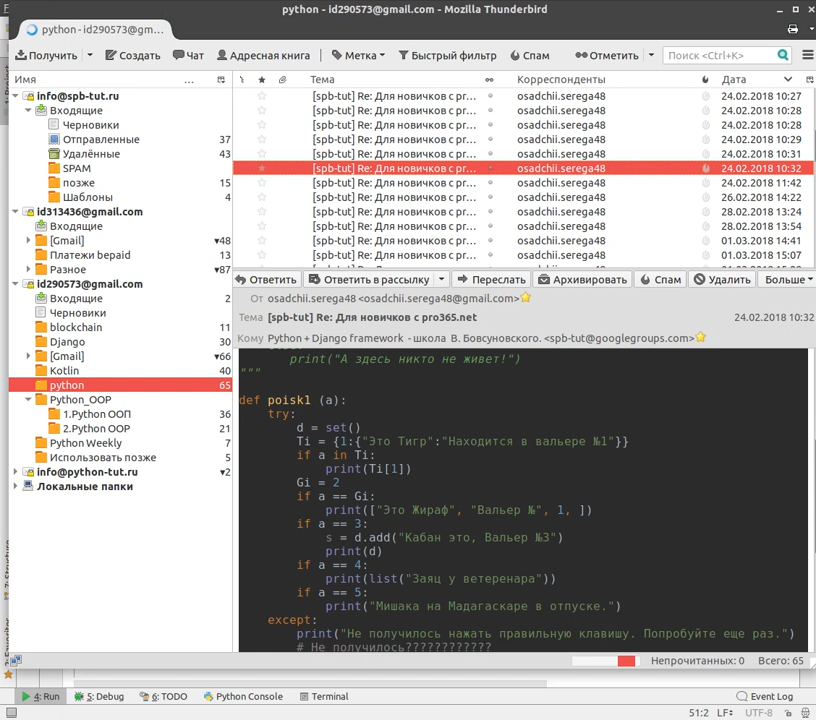 python - id290573@gmail.com - Mozilla Thunderbird
python - id290573@gm...
Получить Создать Чат Адресная книга Метка Быстрый фильтр Спам Отметить Поиск <Ctrl+K>
Имя ... Тема Корреспонденты Дата
info@spb-tut.ru
Входящие
Черновики
Отправленные 37
Удалённые 43
SPAM
позже 15
Шаблоны 4
id313436@gmail.com
Входящие
[Gmail] ▾48
Платежи bepaid 13
Разное ▾87
id290573@gmail.com
Входящие 2
Черновики
blockchain 11
Django 30
[Gmail] ▾66
Kotlin 40
python 65
Python_OOP
1.Python ООП 36
2.Python OOP 21
Python Weekly 7
Использовать позже 5
info@python-tut.ru ▾2
Локальные папки
[spb-tut] Re: Для новичков с pr... osadchii.serega48 24.02.2018 10:27
[spb-tut] Re: Для новичков с pr... osadchii.serega48 24.02.2018 10:28
[spb-tut] Re: Для новичков с pr... osadchii.serega48 24.02.2018 10:28
[spb-tut] Re: Для новичков с pr... osadchii.serega48 24.02.2018 10:29
[spb-tut] Re: Для новичков с pr... osadchii.serega48 24.02.2018 10:31
[spb-tut] Re: Для новичков с pr... osadchii.serega48 24.02.2018 10:32
[spb-tut] Re: Для новичков с pr... osadchii.serega48 24.02.2018 11:42
[spb-tut] Re: Для новичков с pr... osadchii.serega48 26.02.2018 14:22
[spb-tut] Re: Для новичков с pr... osadchii.serega48 28.02.2018 13:24
[spb-tut] Re: Для новичков с pr... osadchii.serega48 28.02.2018 13:54
[spb-tut] Re: Для новичков с pr... osadchii.serega48 01.03.2018 14:41
[spb-tut] Re: Для новичков с pr... osadchii.serega48 01.03.2018 15:07
Ответить Ответить в рассылку Переслать Архивировать Спам Удалить Больше
От osadchii.serega48 <osadchii.serega48@gmail.com>
Тема [spb-tut] Re: Для новичков с pro365.net 24.02.2018 10:32
Кому Python + Django framework - школа В. Бовсуновского. <spb-tut@googlegroups.com>
print("А здесь никто не живет!")
"""
def poisk1 (a):
try:
d = set()
Ti = {1:{"Это Тигр":"Находится в вальере №1"}}
if a in Ti:
print(Ti[1])
Gi = 2
if a == Gi:
print(["Это Жираф", "Вальер №", 1, ])
if a == 3:
s = d.add("Кабан это, Вальер №3")
print(d)
if a == 4:
print(list("Заяц у ветеренара"))
if a == 5:
print("Мишака на Мадагаскаре в отпуске.")
except:
print("Не получилось нажать правильную клавишу. Попробуйте еще раз.")
# Не получилось????????????
Непрочитанных: 0 Всего: 65
4: Run 5: Debug 6: TODO Python Console Terminal Event Log
51:2 LF÷ UTF-8